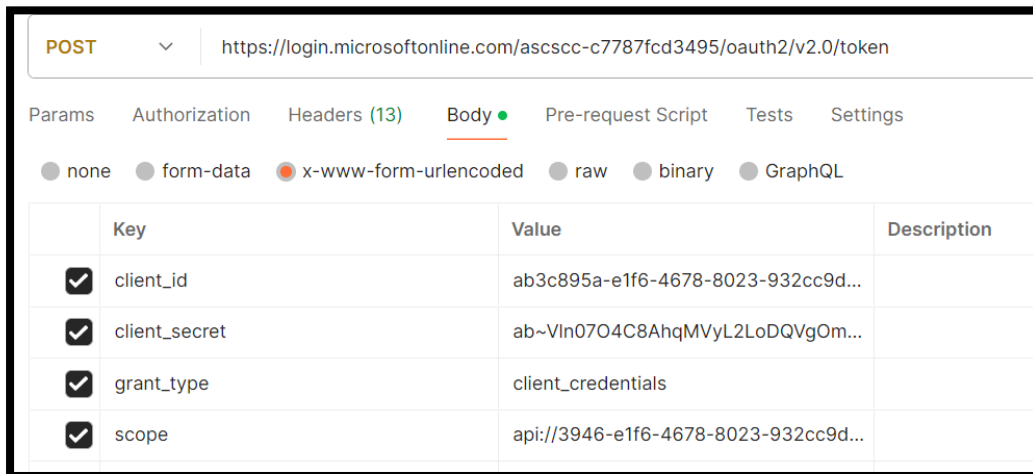 POST https://login.microsoftonline.com/ascscc-c7787fcd3495/oauth2/v2.0/token
Params Authorization Headers (13) Body Pre-request Script Tests Settings
none form-data x-www-form-urlencoded raw binary GraphQL
Key Value Description
client_id ab3c895a-e1f6-4678-8023-932cc9d...
client_secret ab~Vln07O4C8AhqMVyL2LoDQVgOm...
grant_type client_credentials
scope api://3946-e1f6-4678-8023-932cc9d...